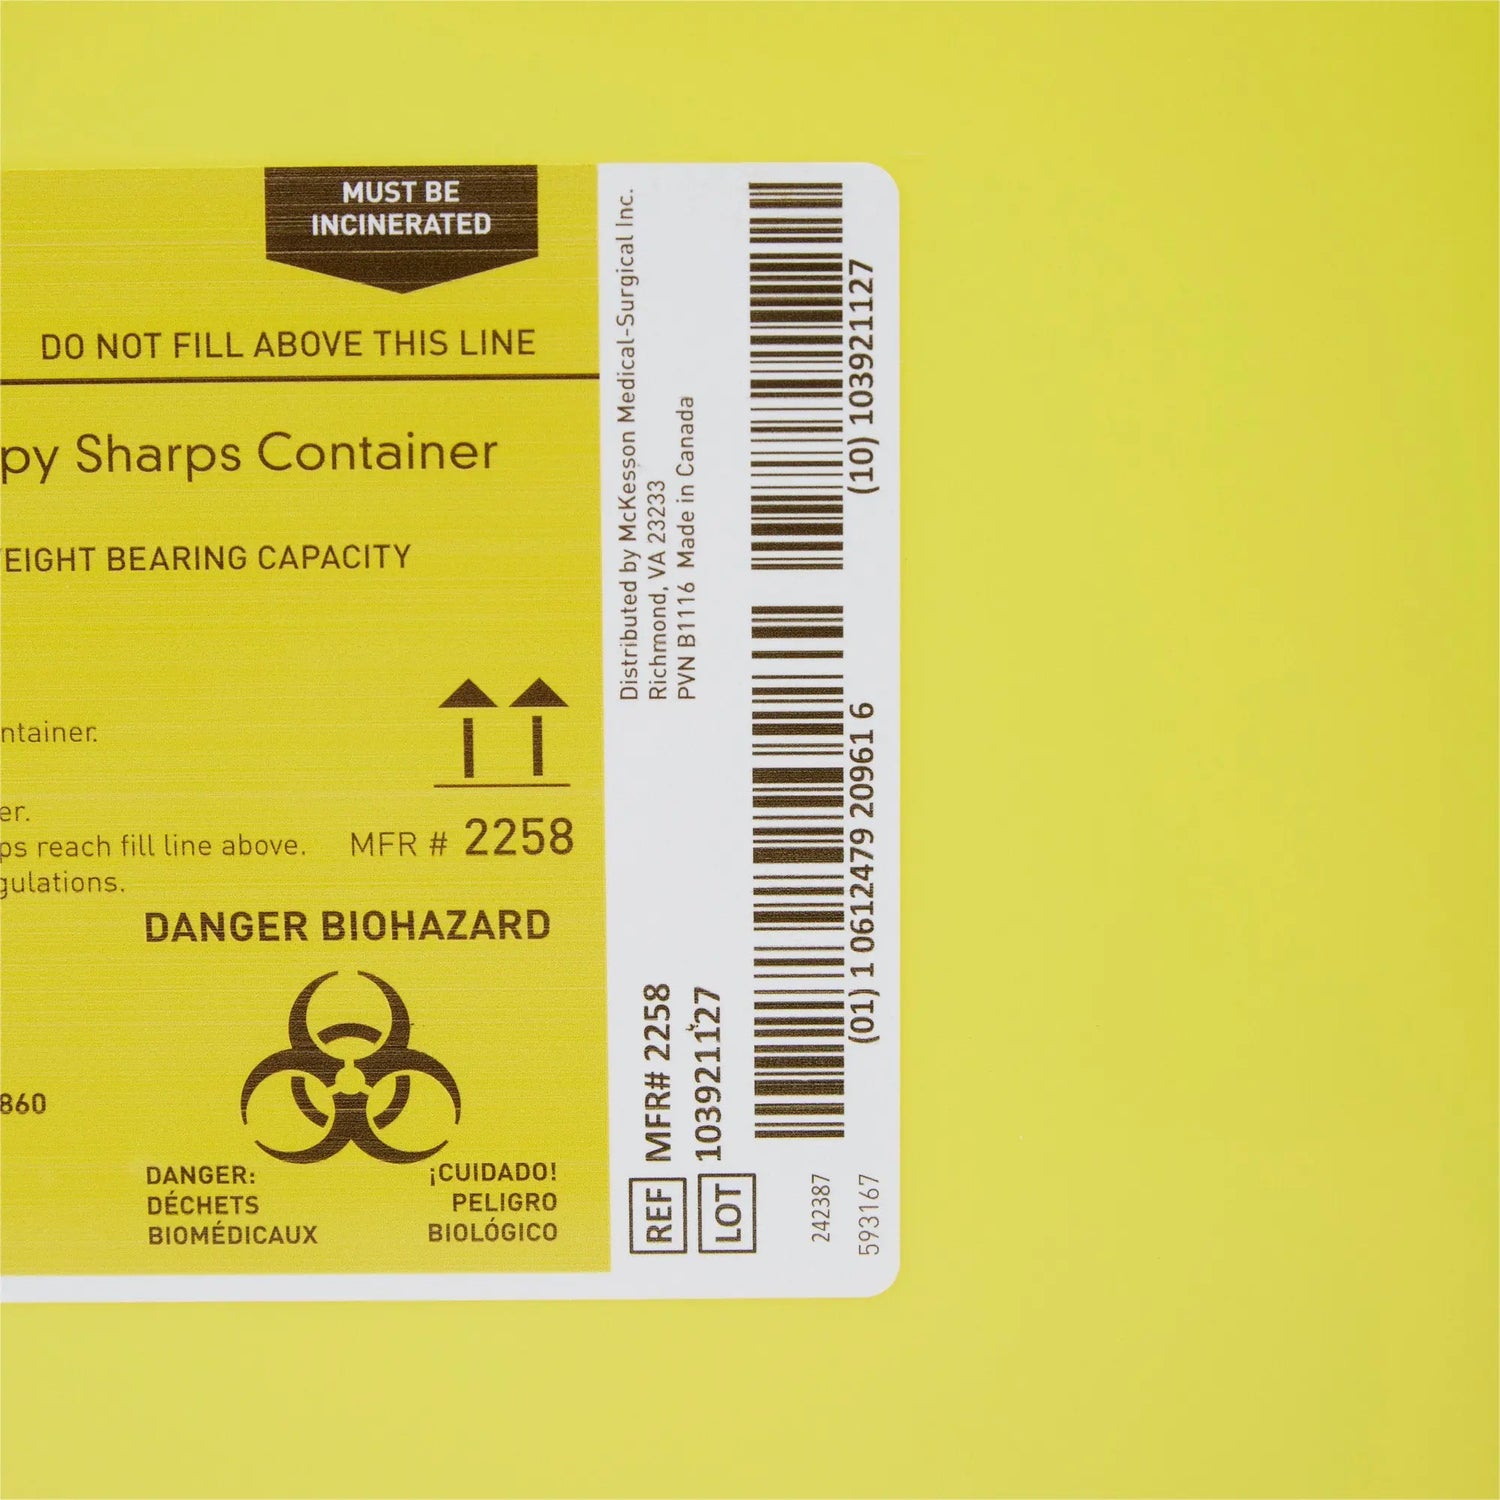 MUST BE
INCINERATED
DO NOT FILL ABOVE THIS LINE
py Sharps Container
EIGHT BEARING CAPACITY
ntainer.
er.
ps reach fill line above.
gulations.
MFR # 2258
DANGER BIOHAZARD
860
DANGER:
DÉCHETS
BIOMÉDICAUX
¡CUIDADO!
PELIGRO
BIOLÓGICO
Distributed by McKesson Medical-Surgical Inc.
Richmond, VA 23233
PVN B1116 Made in Canada
REF MFR# 2258
LOT 103921127
(10) 103921127
(01) 1 0612479 20961 6
242387
593167